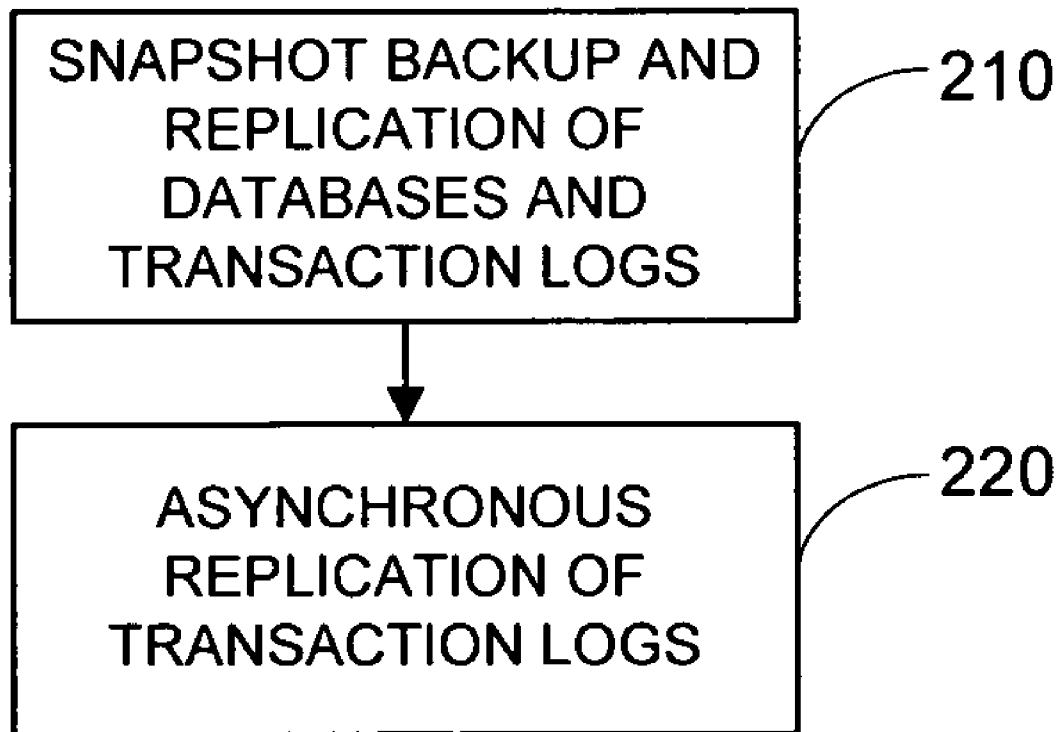 SNAPSHOT BACKUP AND
REPLICATION OF
DATABASES AND
TRANSACTION LOGS
210
ASYNCHRONOUS
REPLICATION OF
TRANSACTION LOGS
220